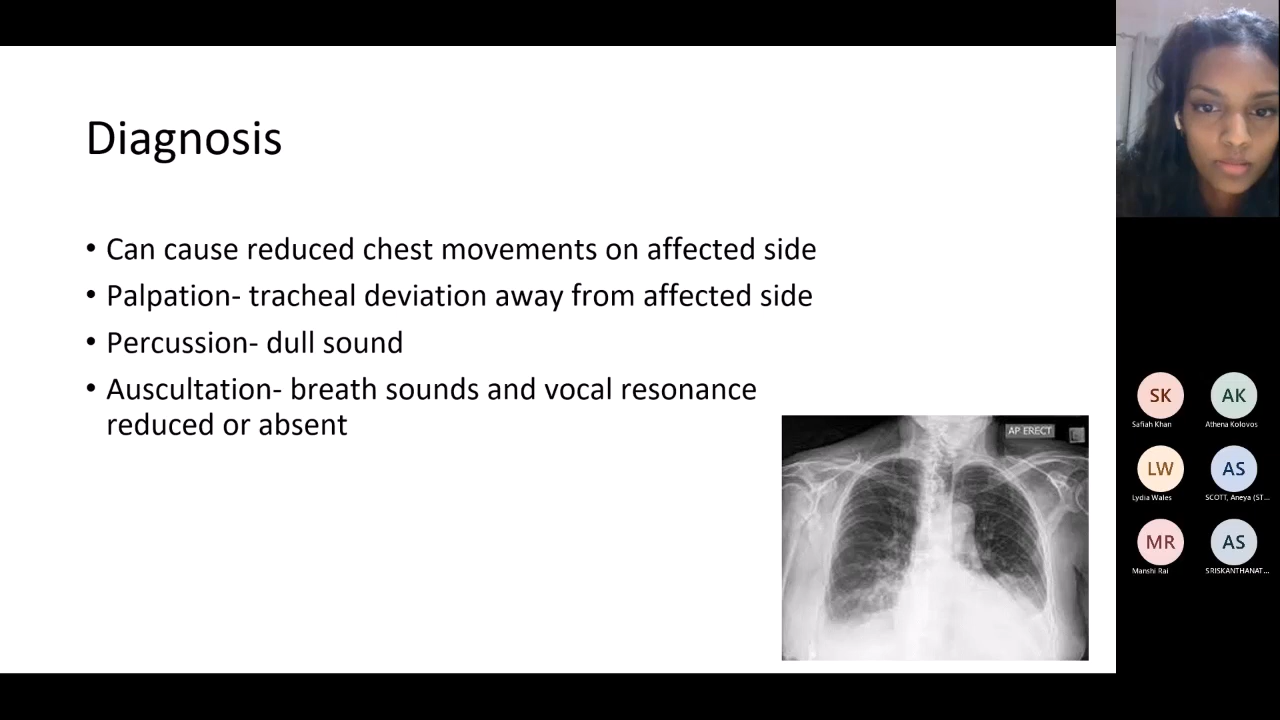 Diagnosis
• Can cause reduced chest movements on affected side
• Palpation- tracheal deviation away from affected side
• Percussion- dull sound
• Auscultation- breath sounds and vocal resonance
reduced or absent
AP ERECT
SK
Safiah Khan
AK
Athena Kolovos
LW
Lydia Wales
AS
SCOTT, Aneya (ST...
MR
Manshi Rai
AS
SRISKANTHANAT...